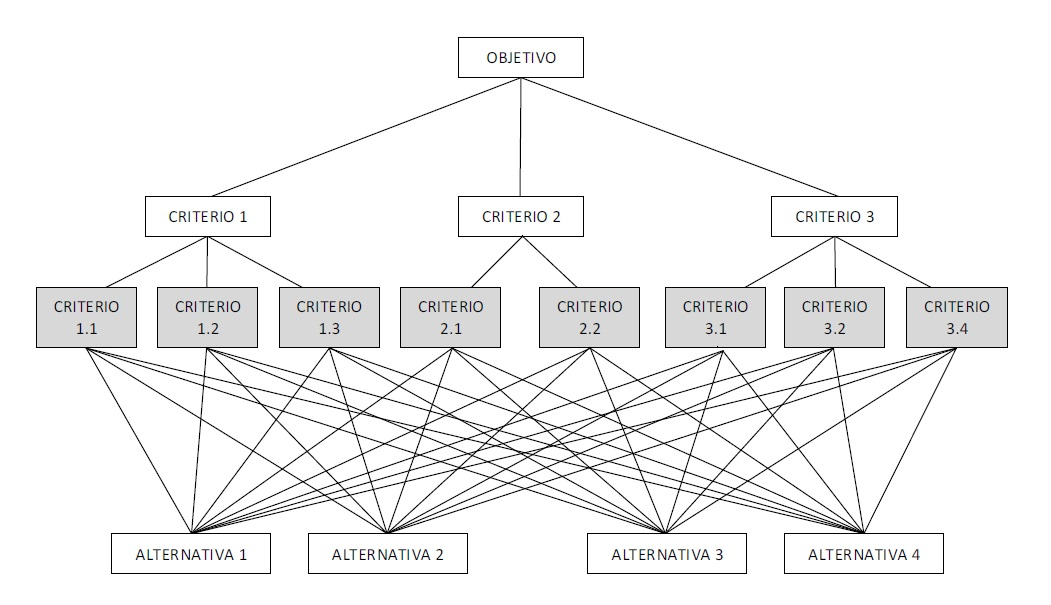 OBJETIVO
CRITERIO 1
CRITERIO 2
CRITERIO 3
CRITERIO
1.1
CRITERIO
1.2
CRITERIO
1.3
CRITERIO
2.1
CRITERIO
2.2
CRITERIO
3.1
CRITERIO
3.2
CRITERIO
3.4
ALTERNATIVA 1
ALTERNATIVA 2
ALTERNATIVA 3
ALTERNATIVA 4